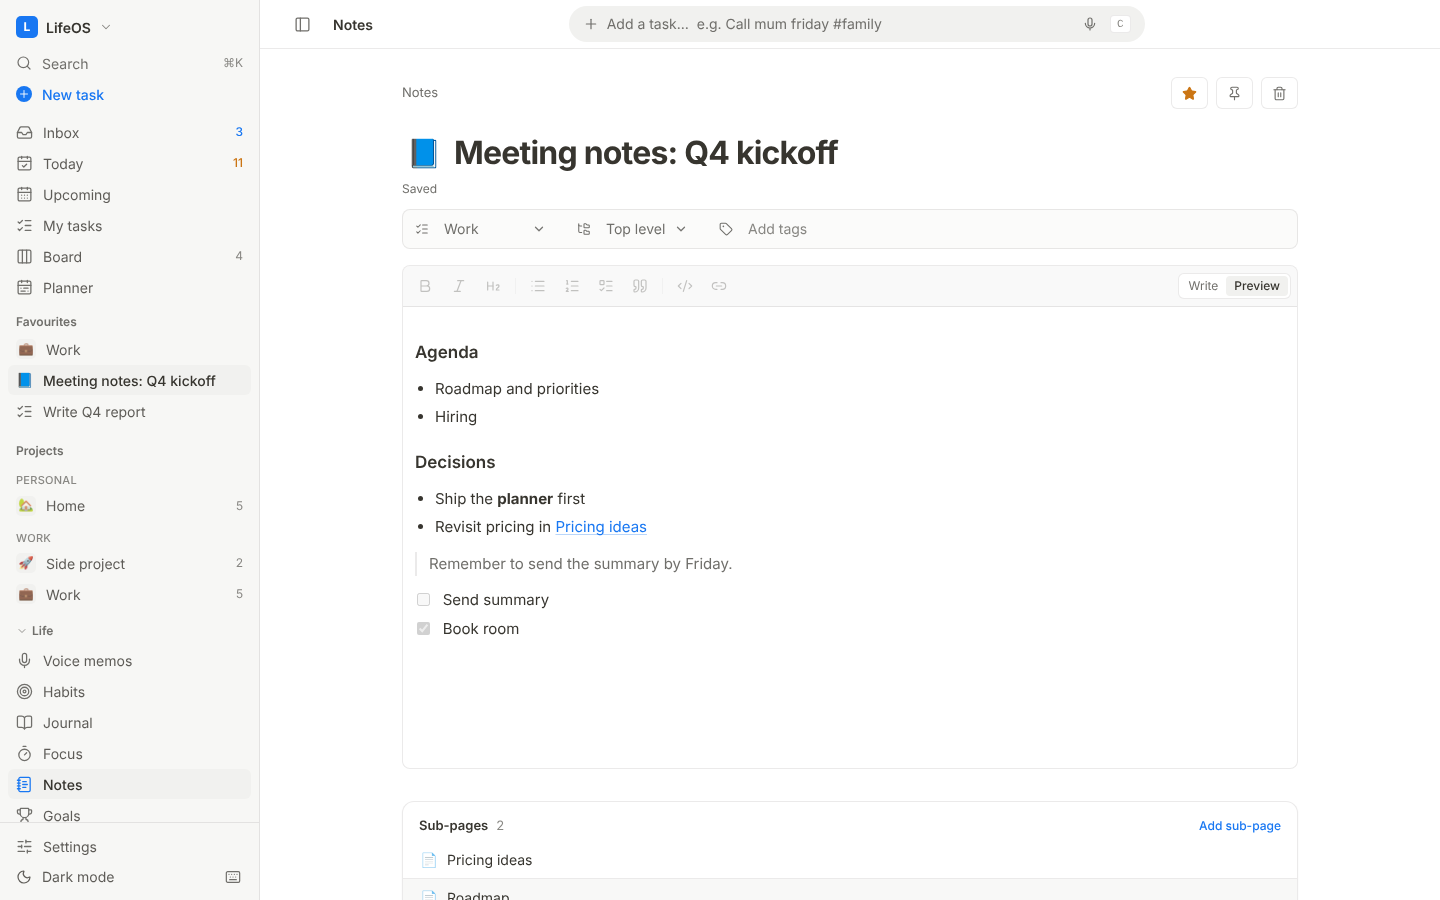 L LifeOS
Search ⌘K
New task
Inbox 3
Today 11
Upcoming
My tasks
Board 4
Planner
Favourites
Work
Meeting notes: Q4 kickoff
Write Q4 report
Projects
PERSONAL
Home 5
WORK
Side project 2
Work 5
Life
Voice memos
Habits
Journal
Focus
Notes
Goals
Settings
Dark mode
Notes
Add a task... e.g. Call mum friday #family C
Notes
Meeting notes: Q4 kickoff
Saved
Work Top level Add tags
H2 Write Preview
Agenda
• Roadmap and priorities
• Hiring
Decisions
• Ship the planner first
• Revisit pricing in Pricing ideas
Remember to send the summary by Friday.
Send summary
Book room
Sub-pages 2 Add sub-page
Pricing ideas
Roadmap